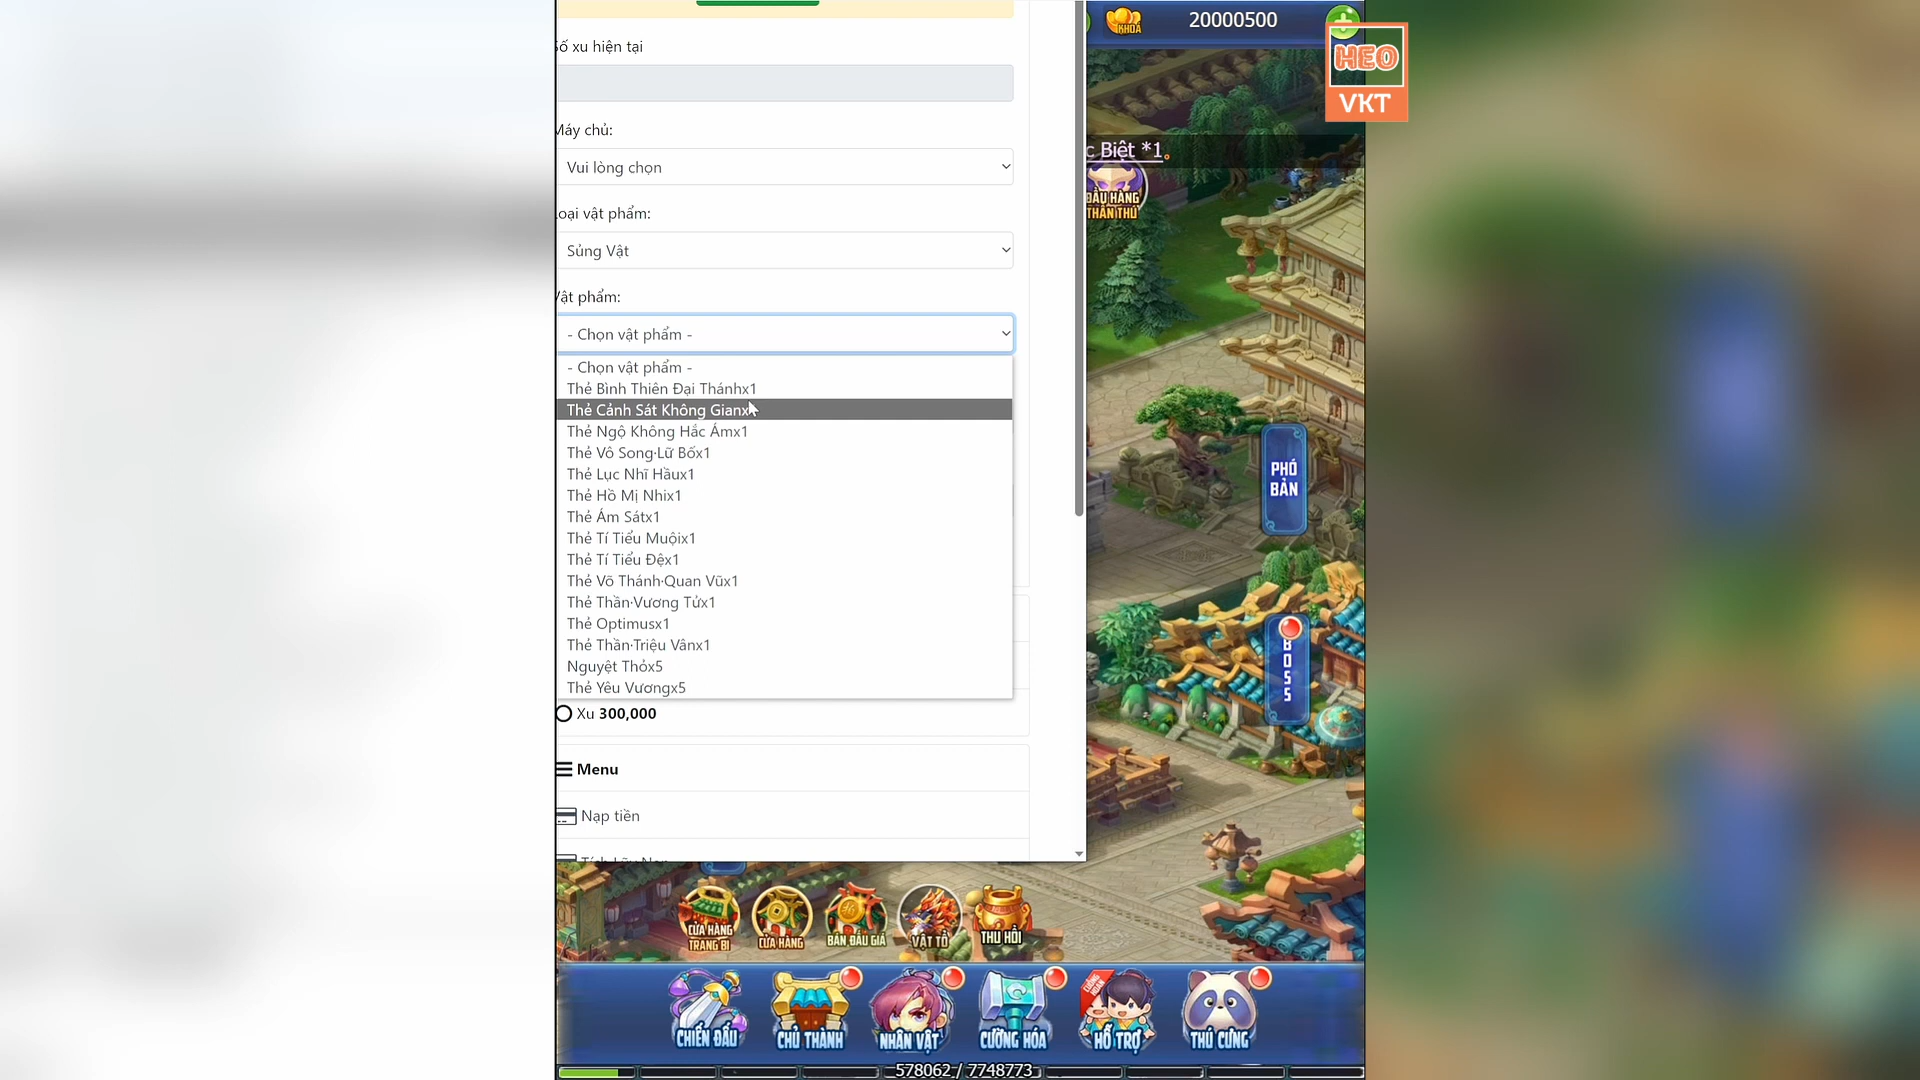 KHOÁ
20000500
HEO
VKT
Số xu hiện tại
Máy chủ:
Vui lòng chọn
c Biệt *1.
ĐẤU HÀNG
THẦN THÚ
Loại vật phẩm:
Sủng Vật
Vật phẩm:
- Chọn vật phẩm -
- Chọn vật phẩm -
Thẻ Bình Thiên Đại Thánhx1
Thẻ Cảnh Sát Không Gianx
Thẻ Ngộ Không Hắc Ámx1
Thẻ Vô Song·Lữ Bốx1
Thẻ Lục Nhĩ Hầux1
Thẻ Hồ Mị Nhix1
Thẻ Ám Sátx1
Thẻ Tí Tiểu Muộix1
Thẻ Tí Tiểu Đệx1
Thẻ Võ Thánh·Quan Vũx1
Thẻ Thần·Vương Tửx1
Thẻ Optimusx1
Thẻ Thần·Triệu Vânx1
Nguyệt Thỏx5
Thẻ Yêu Vươngx5
PHÓ
BẢN
BOSS
Xu 300,000
Menu
Nạp tiền
Tích Lũy Nạp
CỬA HÀNG
TRANG BỊ
CỬA HÀNG
BÁN ĐẤU GIÁ
VẬT TỔ
THU HỒI
CHIẾN ĐẤU
CHỦ THÀNH
NHÂN VẬT
CƯỜNG HÓA
HỖ TRỢ
THÚ CƯNG
578062 / 7748773